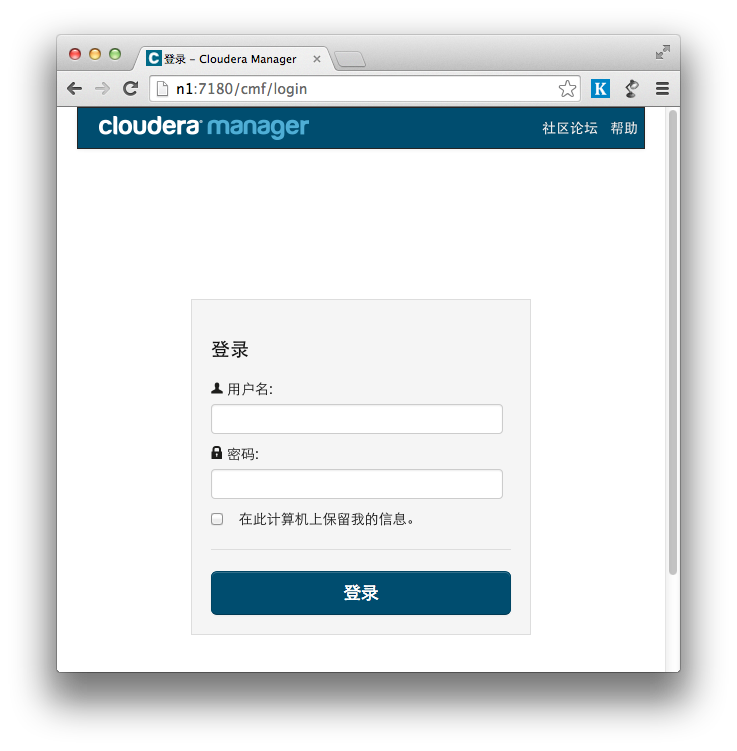 登录 – Cloudera Manager
n1:7180/cmf/login
K
cloudera manager
社区论坛 帮助
登录
用户名:
密码:
在此计算机上保留我的信息。
登录